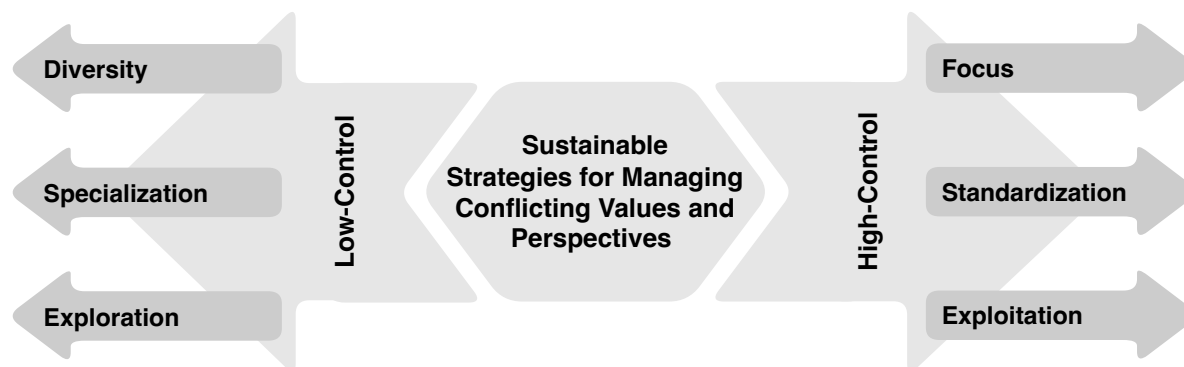 Diversity
Specialization
Exploration
Low-Control
Sustainable
Strategies for Managing
Conflicting Values and
Perspectives
High-Control
Focus
Standardization
Exploitation